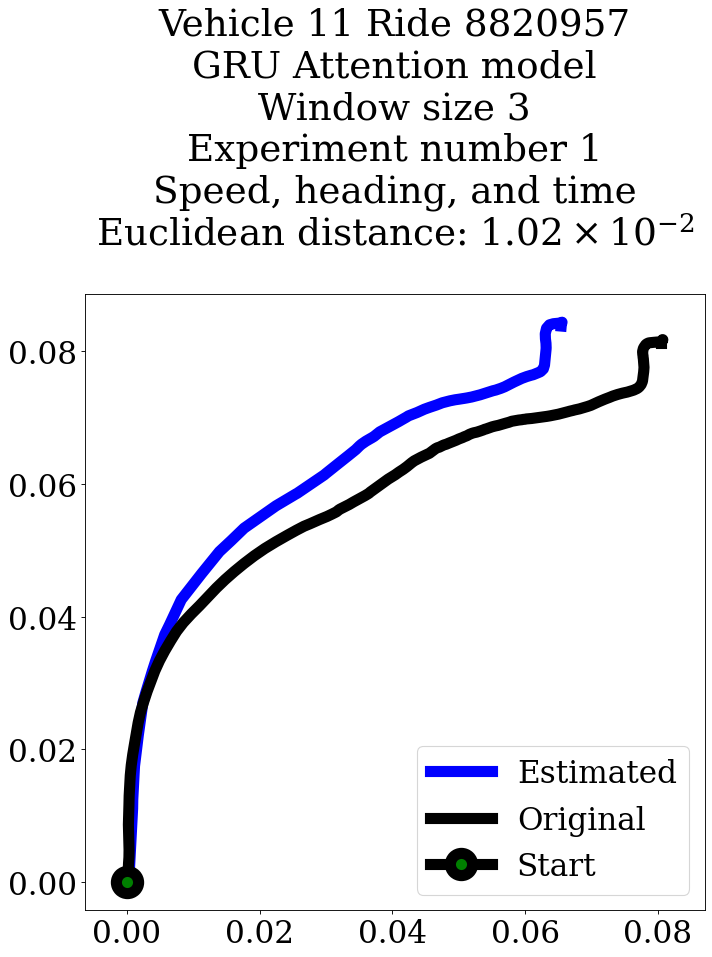 Vehicle 11 Ride 8820957
GRU Attention model
Window size 3
Experiment number 1
Speed, heading, and time
Euclidean distance: 1.02 × 10⁻²
0.08
0.06
0.04
0.02
0.00
Estimated
Original
Start
0.00 0.02 0.04 0.06 0.08